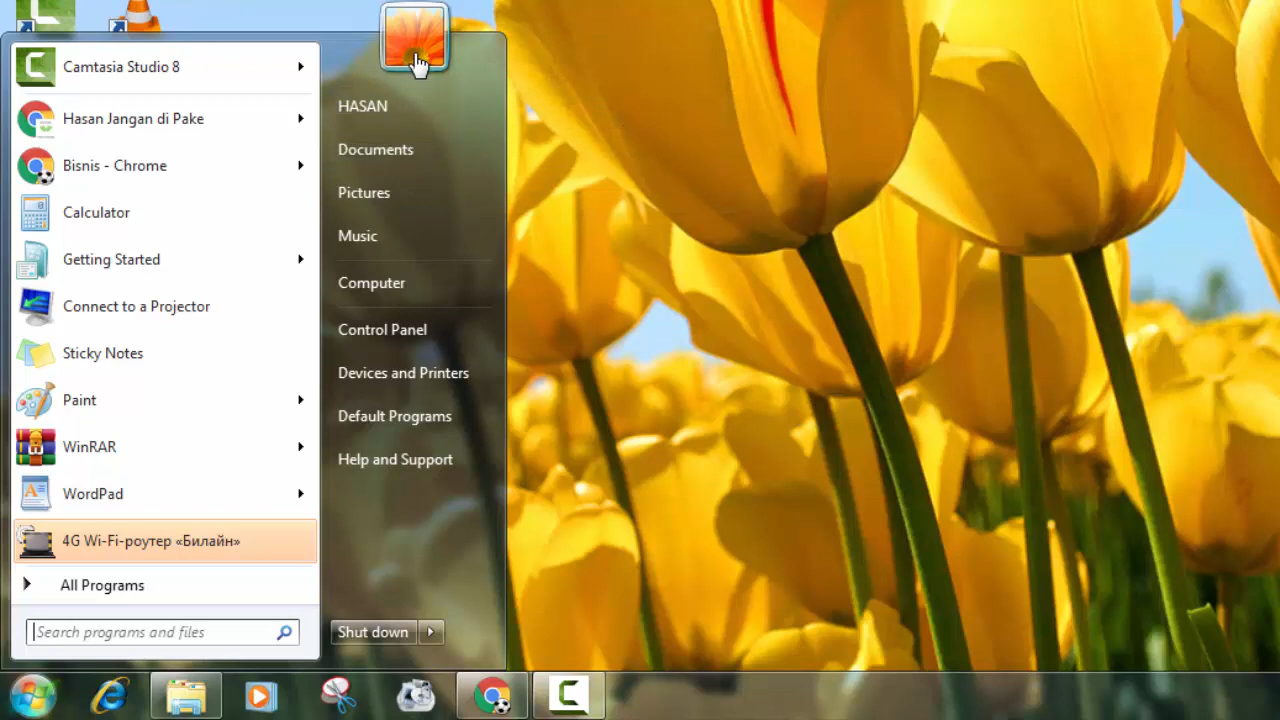 Camtasia Studio 8
Hasan Jangan di Pake
Bisnis - Chrome
Calculator
Getting Started
Connect to a Projector
Sticky Notes
Paint
WinRAR
WordPad
4G Wi-Fi-роутер «Билайн»
All Programs
Search programs and files
HASAN
Documents
Pictures
Music
Computer
Control Panel
Devices and Printers
Default Programs
Help and Support
Shut down